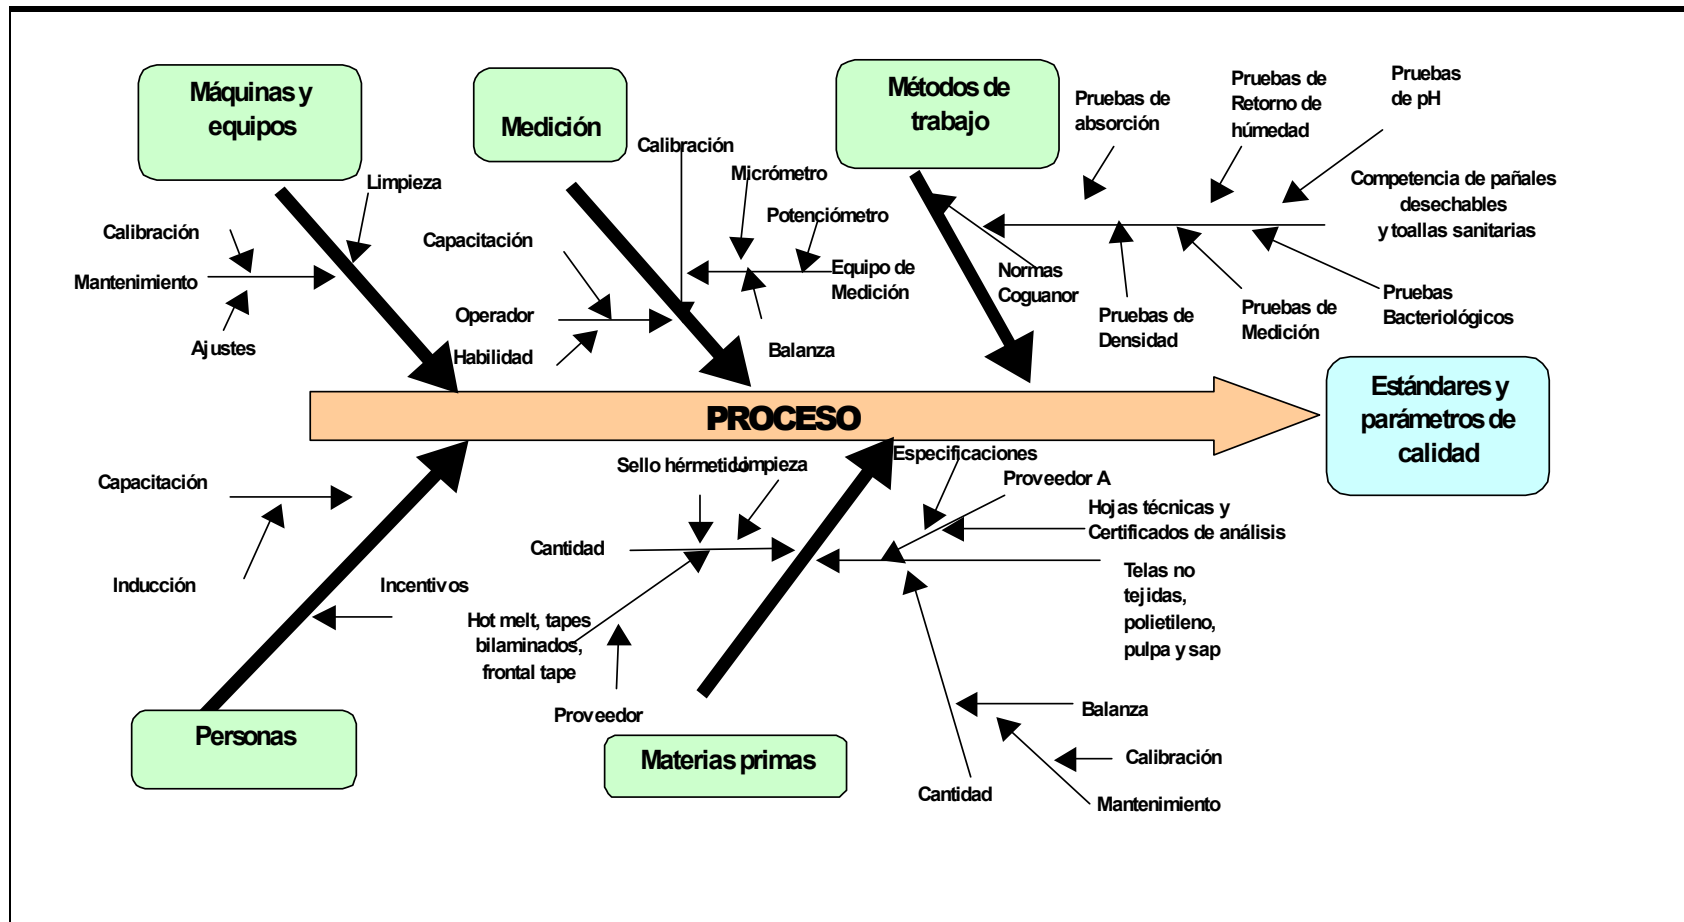 Máquinas y
equipos
Medición
Métodos de
trabajo
Pruebas de
absorción
Pruebas de
Retorno de
húmedad
Pruebas
de pH
Limpieza
Calibración
Mantenimiento
Ajustes
Calibración
Micrómetro
Potenciómetro
Capacitación
Operador
Habilidad
Equipo de
Medición
Balanza
Competencia de pañales
desechables
y toallas sanitarias
Normas
Coguanor
Pruebas de
Densidad
Pruebas de
Medición
Pruebas
Bacteriológicos
PROCESO
Estándares y
parámetros de
calidad
Capacitación
Inducción
Incentivos
Personas
Sello hérmetico
Limpieza
Cantidad
Hot melt, tapes
bilaminados,
frontal tape
Proveedor
Materias primas
Especificaciones
Proveedor A
Hojas técnicas y
Certificados de análisis
Telas no
tejidas,
polietileno,
pulpa y sap
Balanza
Calibración
Mantenimiento
Cantidad